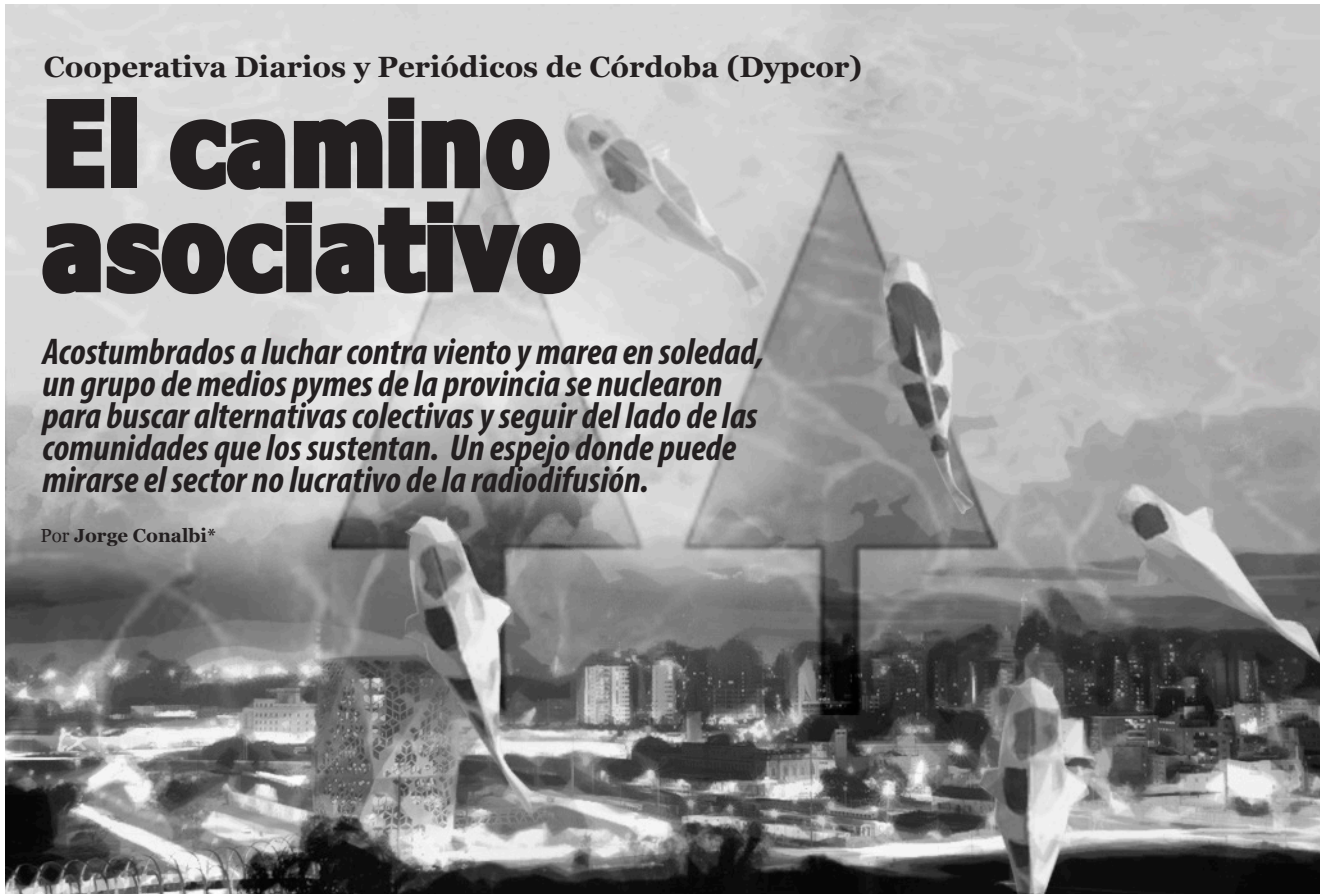 Cooperativa Diarios y Periódicos de Córdoba (Dypcor)
El camino
asociativo
Acostumbrados a luchar contra viento y marea en soledad,
un grupo de medios pymes de la provincia se nuclearon
para buscar alternativas colectivas y seguir del lado de las
comunidades que los sustentan. Un espejo donde puede
mirarse el sector no lucrativo de la radiodifusión.
Por Jorge Conalbi*